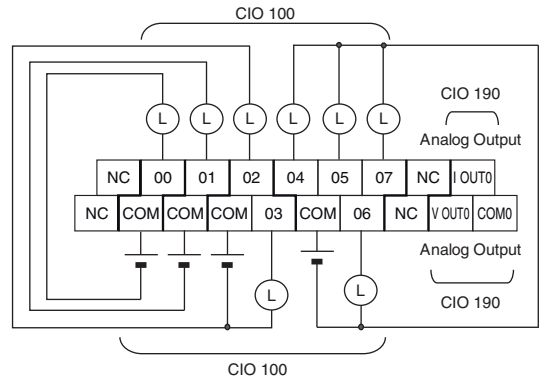 CIO 100
CIO 190
Analog Output
L L L L L L
NC 00 01 02 04 05 07 NC I OUT0
NC COM COM COM 03 COM 06 NC V OUT0 COM0
Analog Output
L
L
CIO 190
CIO 100